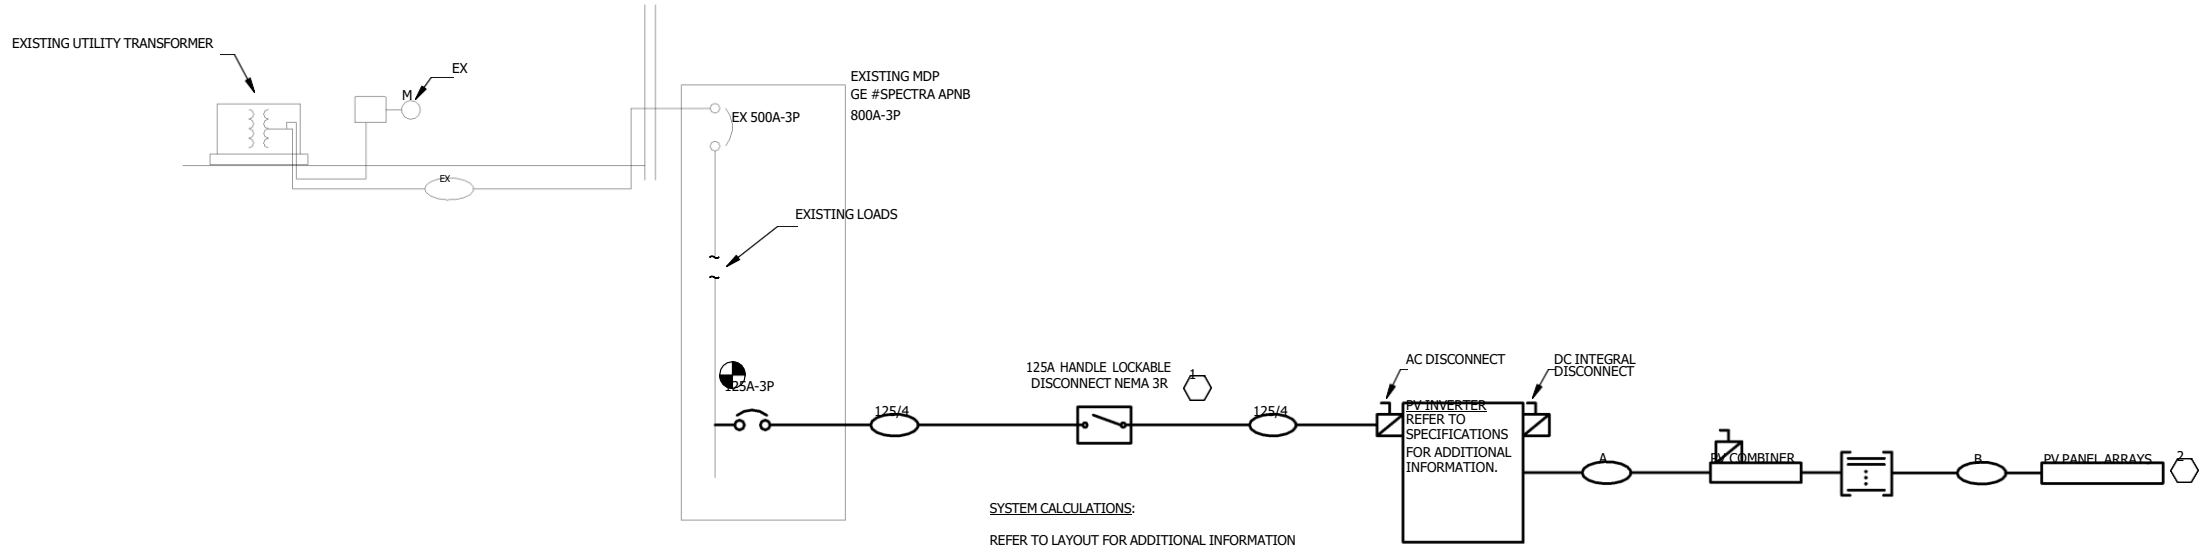 EXISTING UTILITY TRANSFORMER
EX
M
EX
EXISTING MDP
GE #SPECTRA APNB
800A-3P
EX 500A-3P
EXISTING LOADS
125A-3P
125/4
125A HANDLE LOCKABLE
DISCONNECT NEMA 3R
1
125/4
AC DISCONNECT
DC INTEGRAL
DISCONNECT
PV INVERTER
REFER TO
SPECIFICATIONS
FOR ADDITIONAL
INFORMATION.
A
PV COMBINER
B
PV PANEL ARRAYS
2
SYSTEM CALCULATIONS:
REFER TO LAYOUT FOR ADDITIONAL INFORMATION